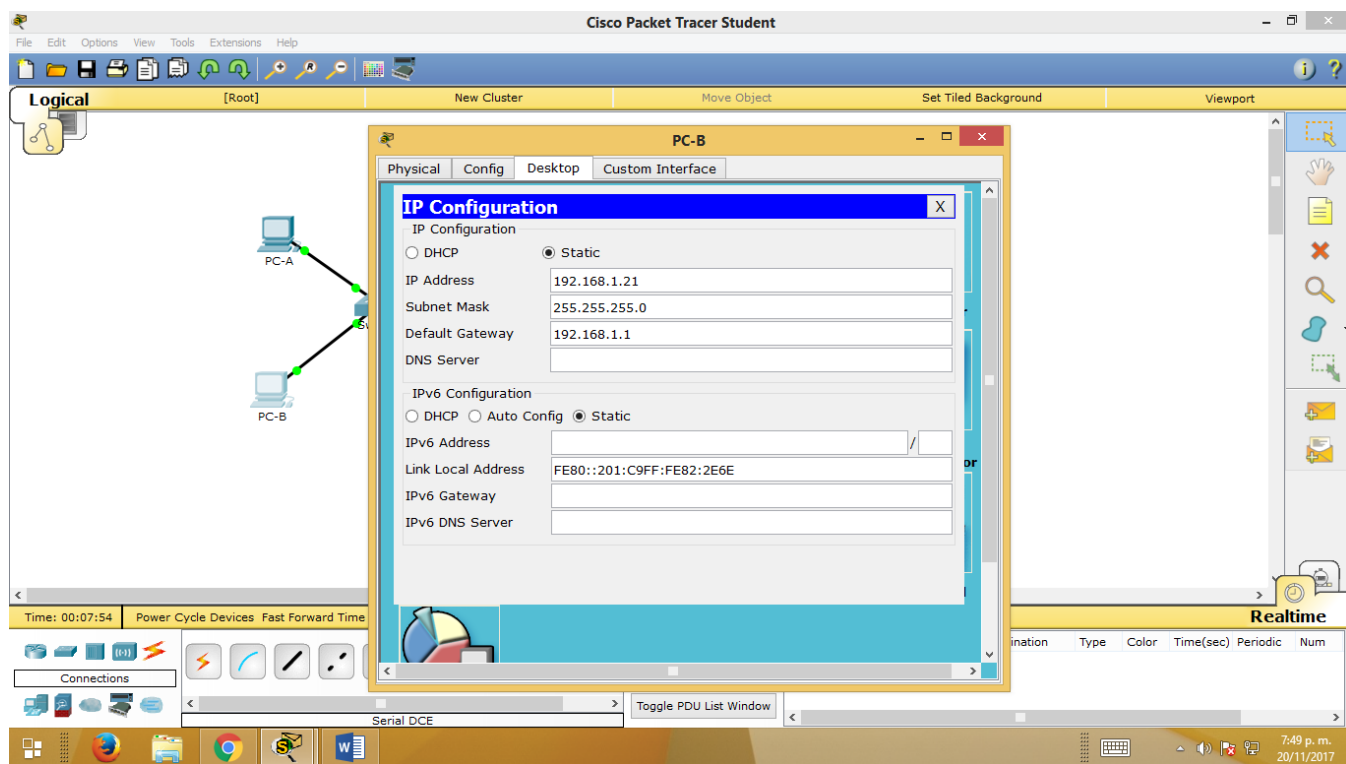 Cisco Packet Tracer Student
File Edit Options View Tools Extensions Help
Logical [Root] New Cluster Move Object Set Tiled Background Viewport
PC-B
Physical Config Desktop Custom Interface
IP Configuration X
IP Configuration
DHCP Static
IP Address 192.168.1.21
Subnet Mask 255.255.255.0
Default Gateway 192.168.1.1
DNS Server
IPv6 Configuration
DHCP Auto Config Static
IPv6 Address /
Link Local Address FE80::201:C9FF:FE82:2E6E
IPv6 Gateway
IPv6 DNS Server
PC-A
PC-B
Time: 00:07:54 Power Cycle Devices Fast Forward Time
Realtime
ination Type Color Time(sec) Periodic Num
Connections
Toggle PDU List Window
Serial DCE
7:49 p. m.
20/11/2017